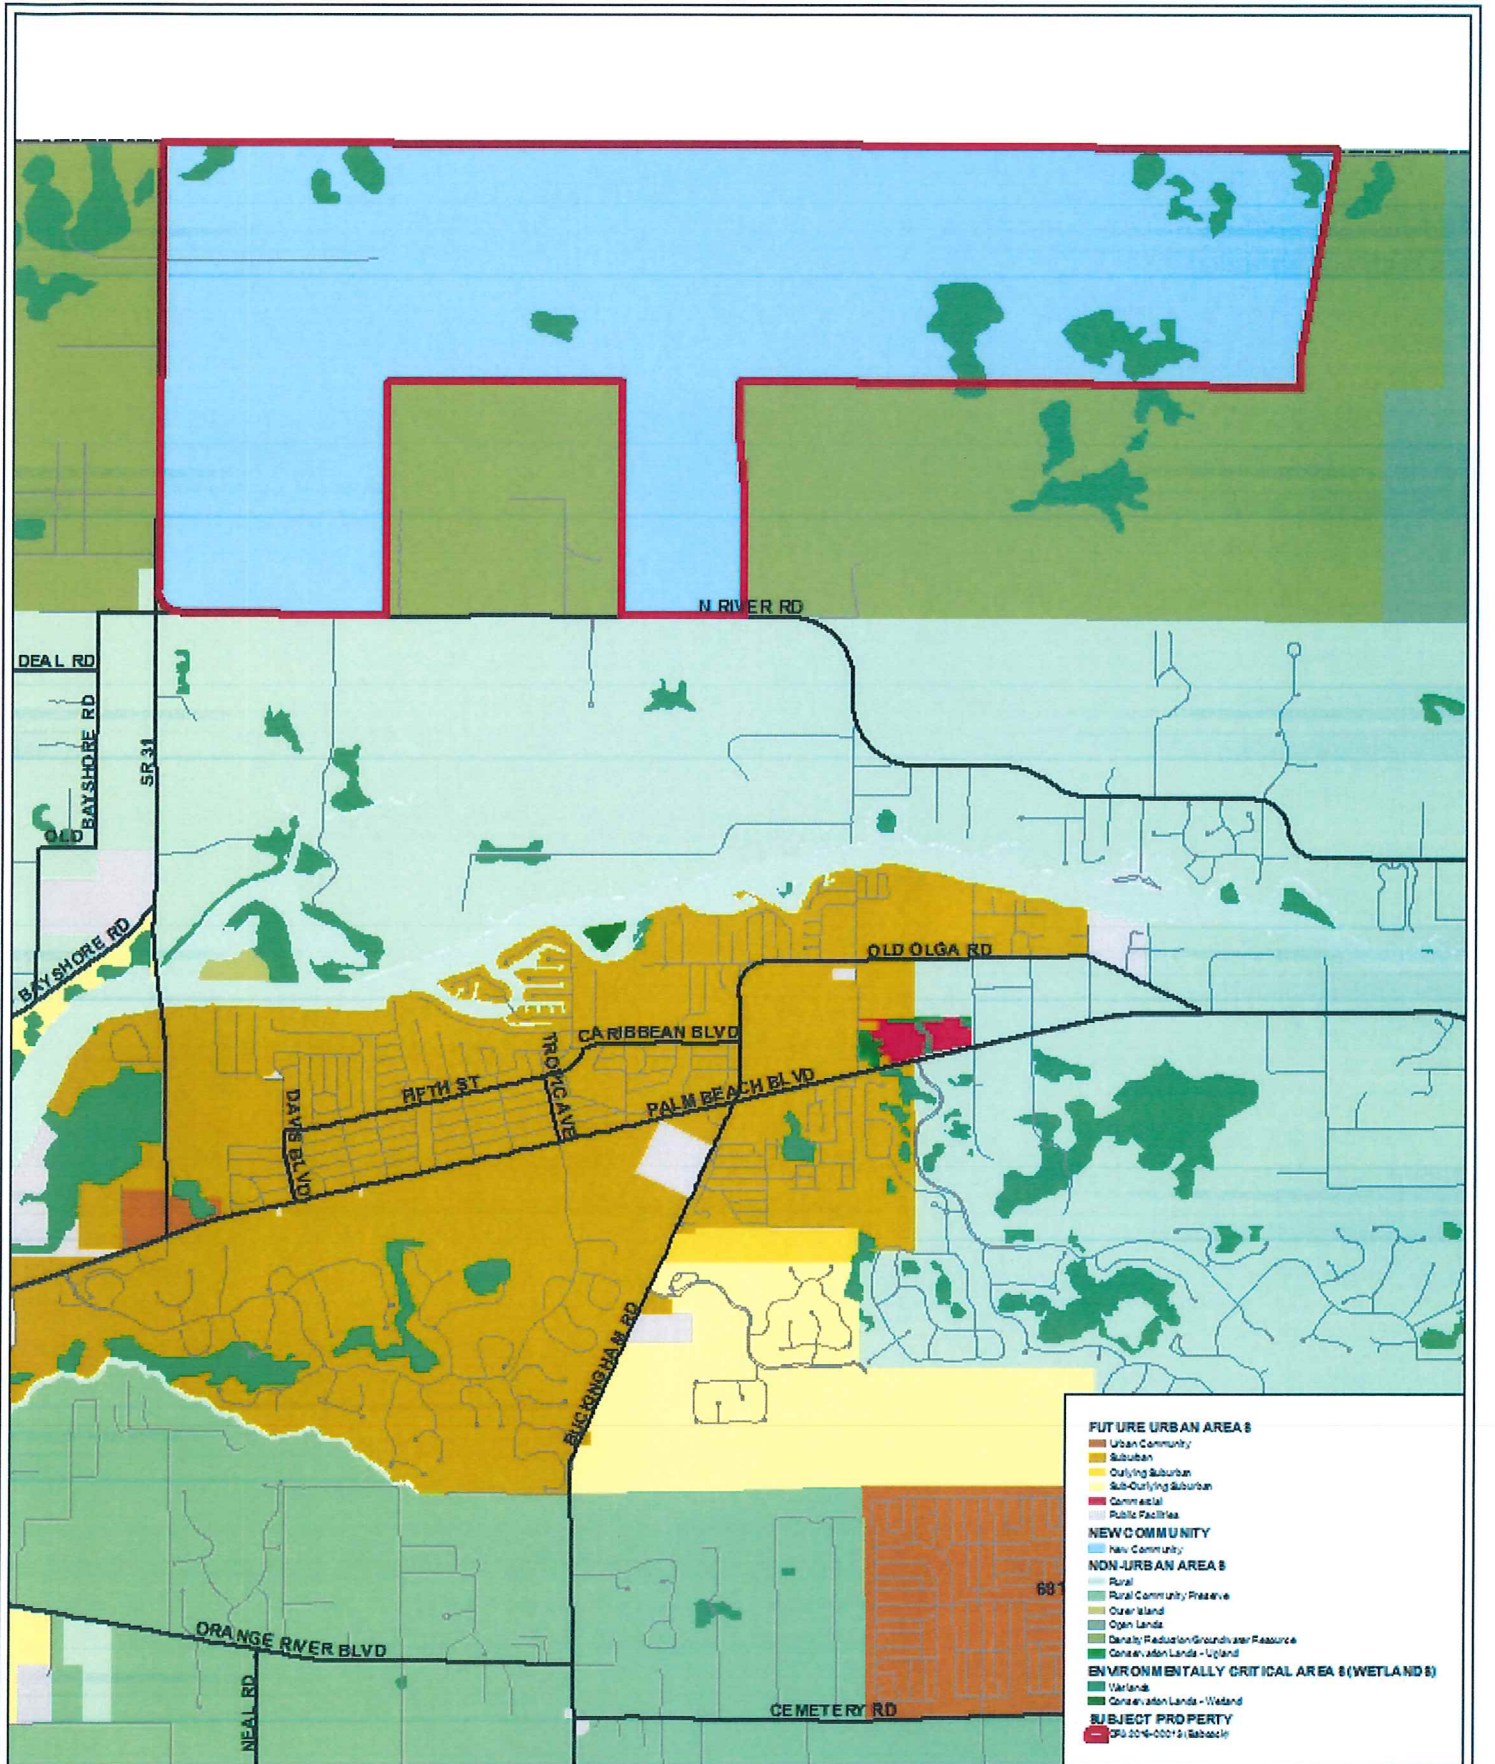 N RIVER RD
DEAL RD
BAYSHORE RD
SR 31
OLD
BAYSHORE RD
OLD OLGA RD
CARIBBEAN BLVD
TROPIC AVE
FIFTH ST
PALM BEACH BLVD
DAVIS BLVD
BUCKINGHAM RD
ORANGE RIVER BLVD
NEAL RD
CEMETERY RD
FUTURE URBAN AREAS
Urban Community
Suburban
Outlying Suburban
Sub-Outlying Suburban
Commercial
Public Facilities
NEW COMMUNITY
New Community
NON-URBAN AREAS
Rural
Rural Community Preserve
Outer Island
Open Lands
Density Reduction/Groundwater Resource
Conservation Lands - Upland
ENVIRONMENTALLY CRITICAL AREAS (WETLANDS)
Wetlands
Conservation Lands - Wetland
SUBJECT PROPERTY
(Babcock)